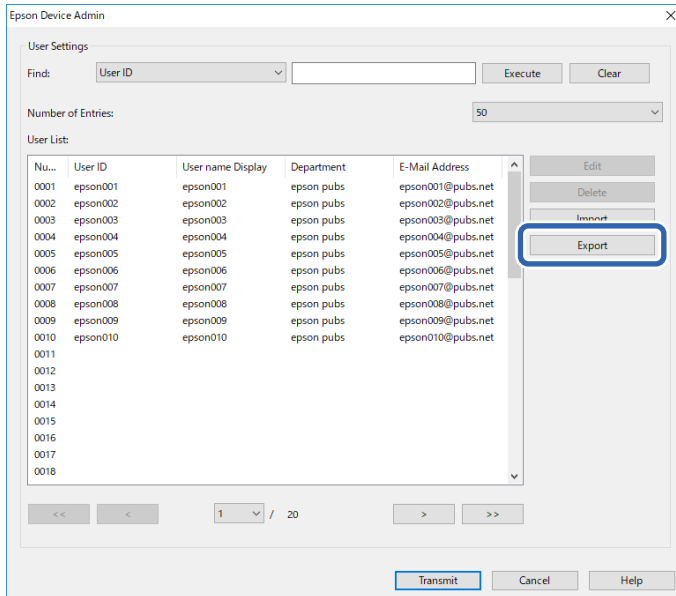 Epson Device Admin
User Settings
Find: User ID Execute Clear
Number of Entries: 50
User List:
Nu... User ID User name Display Department E-Mail Address Edit
0001 epson001 epson001 epson pubs epson001@pubs.net
0002 epson002 epson002 epson pubs epson002@pubs.net Delete
0003 epson003 epson003 epson pubs epson003@pubs.net Import
0004 epson004 epson004 epson pubs epson004@pubs.net
0005 epson005 epson005 epson pubs epson005@pubs.net Export
0006 epson006 epson006 epson pubs epson006@pubs.net
0007 epson007 epson007 epson pubs epson007@pubs.net
0008 epson008 epson008 epson pubs epson008@pubs.net
0009 epson009 epson009 epson pubs epson009@pubs.net
0010 epson010 epson010 epson pubs epson010@pubs.net
0011
0012
0013
0014
0015
0016
0017
0018
<< < 1 / 20 > >>
Transmit Cancel Help